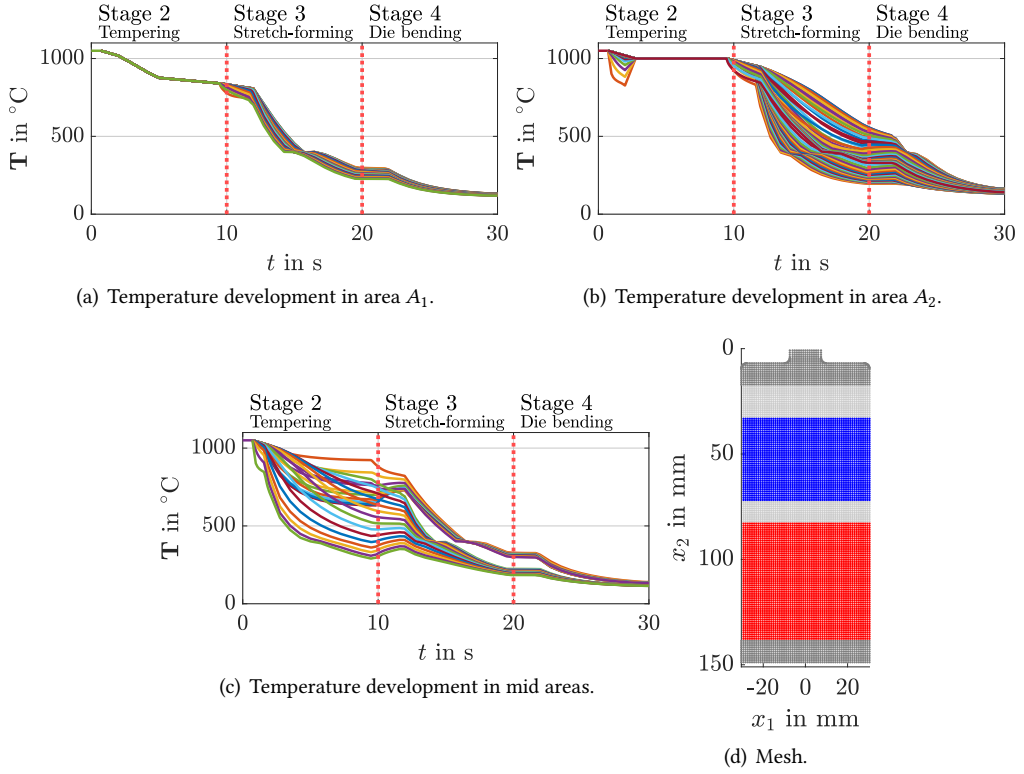 Stage 2 Stage 3 Stage 4
Tempering Stretch-forming Die bending
1000
500
0
T in °C
0 10 20 30
t in s
(a) Temperature development in area A₁.
Stage 2 Stage 3 Stage 4
Tempering Stretch-forming Die bending
1000
500
0
T in °C
0 10 20 30
t in s
(b) Temperature development in area A₂.
Stage 2 Stage 3 Stage 4
Tempering Stretch-forming Die bending
1000
500
0
T in °C
0 10 20 30
t in s
(c) Temperature development in mid areas.
0
50
100
150
x₂ in mm
-20 0 20
x₁ in mm
(d) Mesh.